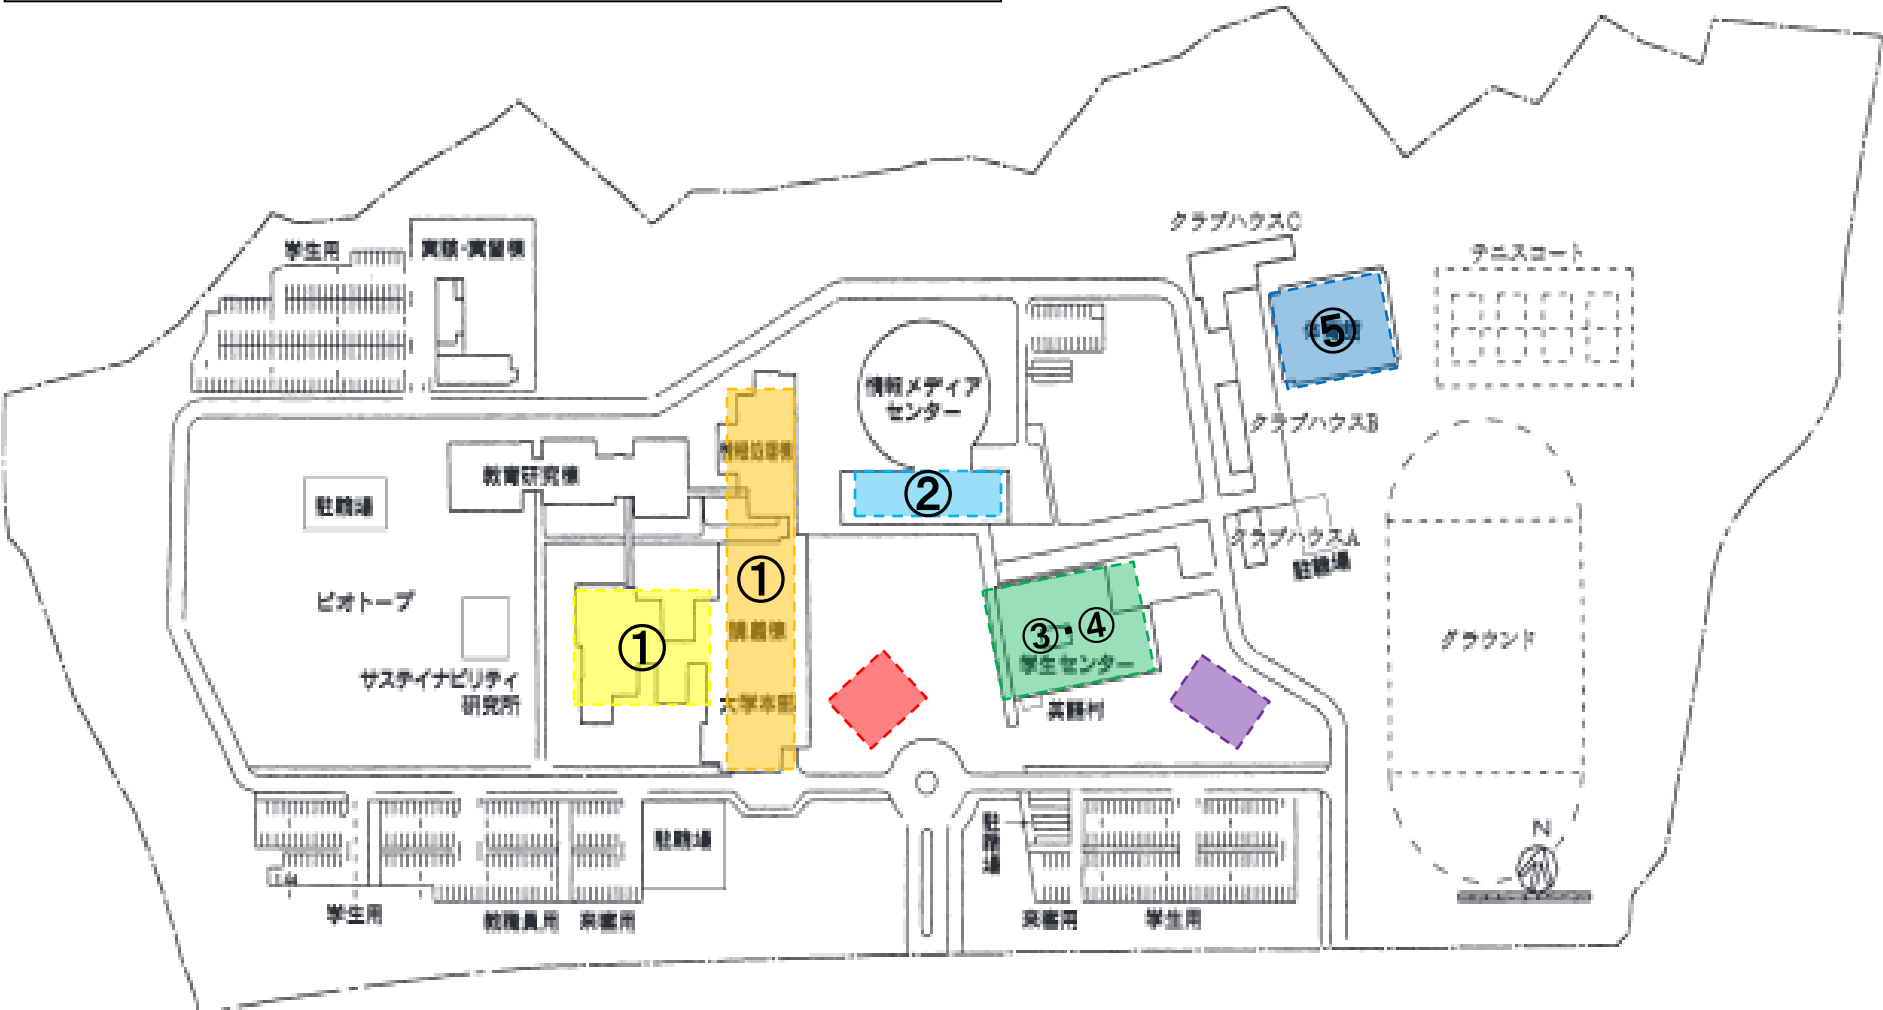 クラブハウスC
学生用
実験・実習棟
テニスコート
⑤
情報メディア
センター
クラブハウスB
情報処理棟
教育研究棟
②
駐輪場
クラブハウスA
駐輪場
①
ビオトープ
講義棟
③・④
①
グラウンド
学生センター
サステイナビリティ
研究所
大学本部
英語村
N
駐輪場
駐輪場
学生用
教職員用
来客用
来客用
学生用